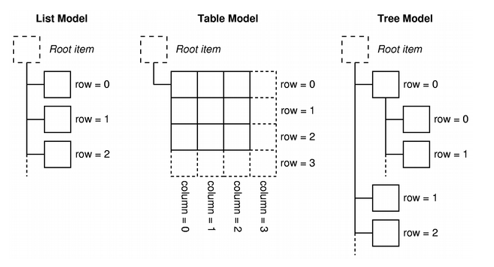 List Model
Root item
row = 0
row = 1
row = 2
Table Model
Root item
row = 0
row = 1
row = 2
row = 3
column = 0
column = 1
column = 2
column = 3
Tree Model
Root item
row = 0
row = 0
row = 1
row = 1
row = 2